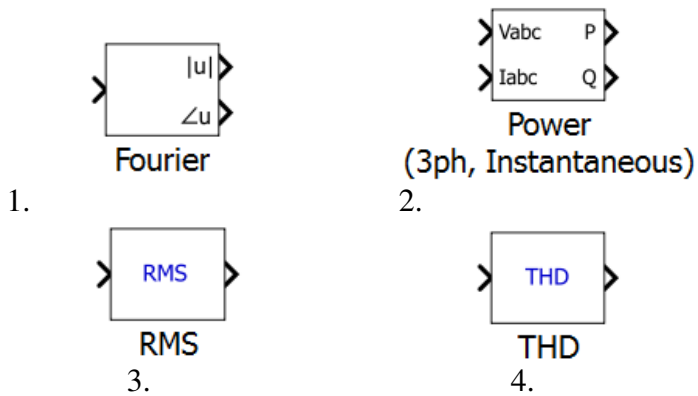 |u|
∠u
Fourier
1.
Vabc P
Iabc Q
Power
(3ph, Instantaneous)
2.
RMS
RMS
3.
THD
THD
4.